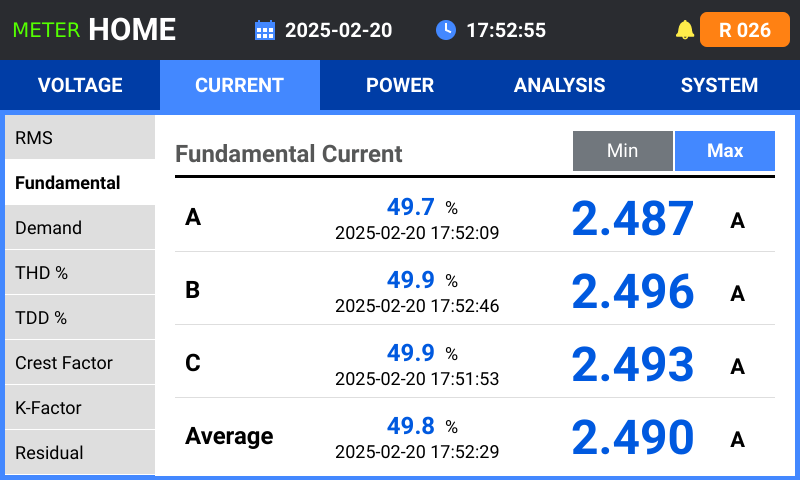 METER HOME 2025-02-20 17:52:55 R 026
VOLTAGE CURRENT POWER ANALYSIS SYSTEM
RMS
Fundamental
Demand
THD %
TDD %
Crest Factor
K-Factor
Residual
Fundamental Current Min Max
A 49.7 % 2.487 A
2025-02-20 17:52:09
B 49.9 % 2.496 A
2025-02-20 17:52:46
C 49.9 % 2.493 A
2025-02-20 17:51:53
Average 49.8 % 2.490 A
2025-02-20 17:52:29